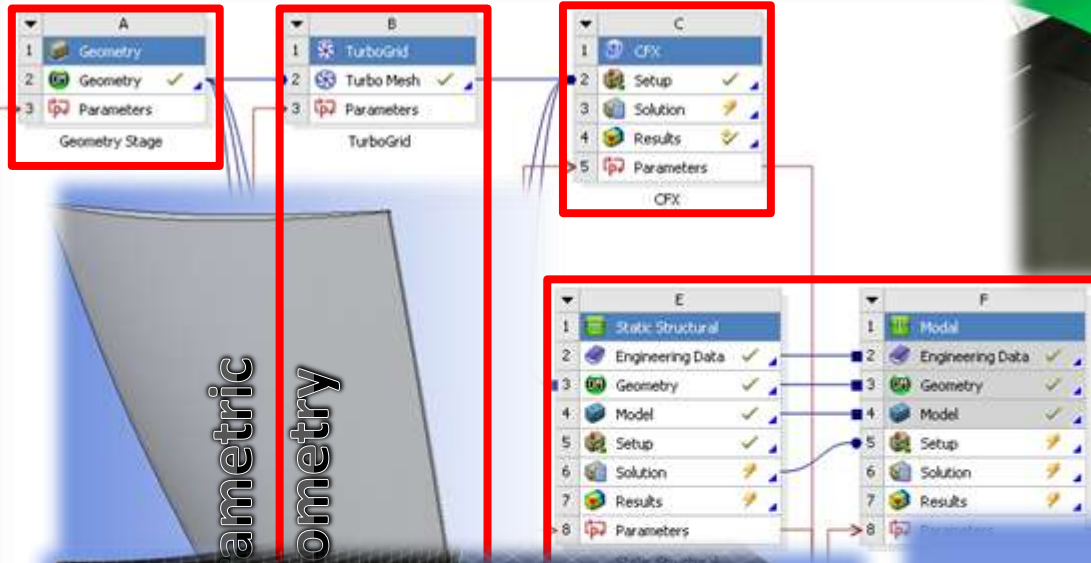 A
1 Geometry
2 Geometry
3 Parameters
Geometry Stage
B
1 TurboGrid
2 Turbo Mesh
3 Parameters
TurboGrid
C
1 CFX
2 Setup
3 Solution
4 Results
5 Parameters
CFX
E
1 Static Structural
2 Engineering Data
3 Geometry
4 Model
5 Setup
6 Solution
7 Results
8 Parameters
Static Structural
F
1 Modal
2 Engineering Data
3 Geometry
4 Model
5 Setup
6 Solution
7 Results
8 Parameters
ametric
ometry